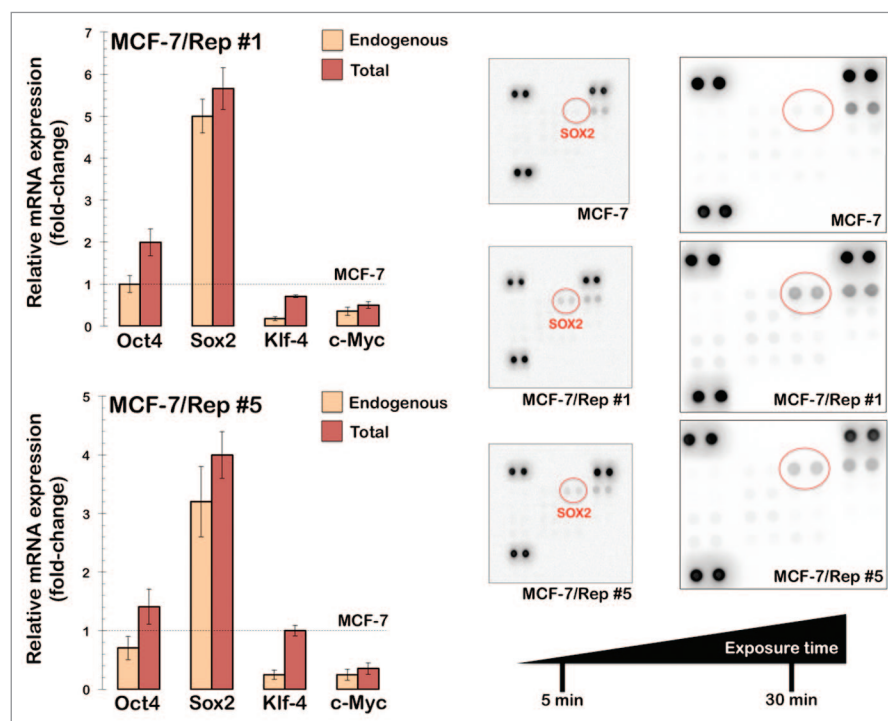 MCF-7/Rep #1
Endogenous
Total
Relative mRNA expression
(fold-change)
7
6
5
4
3
2
1
0
MCF-7
Oct4
Sox2
Klf-4
c-Myc
MCF-7/Rep #5
Endogenous
Total
Relative mRNA expression
(fold-change)
5
4
3
2
1
0
MCF-7
Oct4
Sox2
Klf-4
c-Myc
SOX2
MCF-7
MCF-7
SOX2
MCF-7/Rep #1
MCF-7/Rep #1
SOX2
MCF-7/Rep #5
MCF-7/Rep #5
Exposure time
5 min
30 min